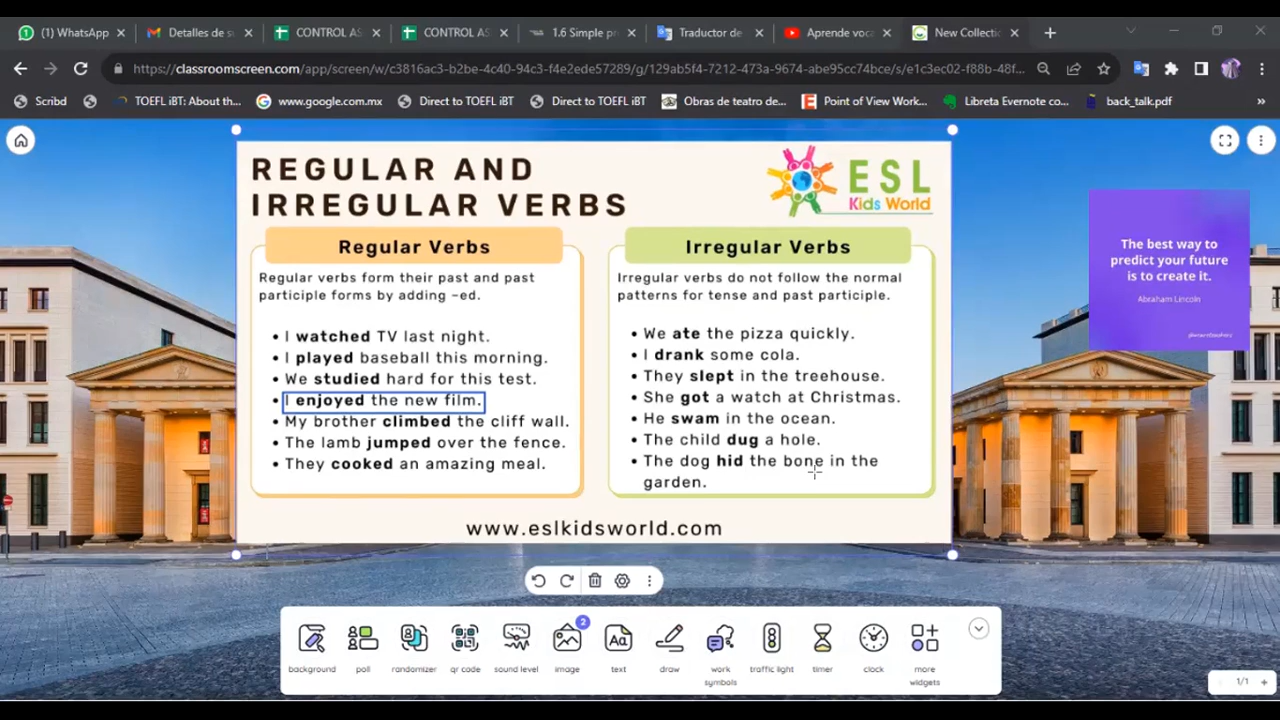 (1) WhatsApp
Detalles de su
CONTROL AS
CONTROL AS
1.6 Simple pr
Traductor de
Aprende voca
New Collectio
https://classroomscreen.com/app/screen/w/c3816ac3-b2be-4c40-94c3-f4e2ede57289/g/129ab5f4-7212-473a-9674-abe95cc74bce/s/e1c3ec02-f88b-48f...
Scribd
TOEFL iBT: About th...
www.google.com.mx
Direct to TOEFL iBT
Direct to TOEFL iBT
Obras de teatro de...
Point of View Work...
Libreta Evernote co...
back_talk.pdf
»
REGULAR AND
IRREGULAR VERBS
ESL
Kids World
Regular Verbs
Regular verbs form their past and past
participle forms by adding –ed.
• I watched TV last night.
• I played baseball this morning.
• We studied hard for this test.
• I enjoyed the new film.
• My brother climbed the cliff wall.
• The lamb jumped over the fence.
• They cooked an amazing meal.
Irregular Verbs
Irregular verbs do not follow the normal
patterns for tense and past participle.
• We ate the pizza quickly.
• I drank some cola.
• They slept in the treehouse.
• She got a watch at Christmas.
• He swam in the ocean.
• The child dug a hole.
• The dog hid the bone in the
garden.
www.eslkidsworld.com
The best way to
predict your future
is to create it.
Abraham Lincoln
background
poll
randomizer
qr code
sound level
2
image
Aa
text
draw
work
symbols
traffic light
timer
clock
more
widgets
1/1